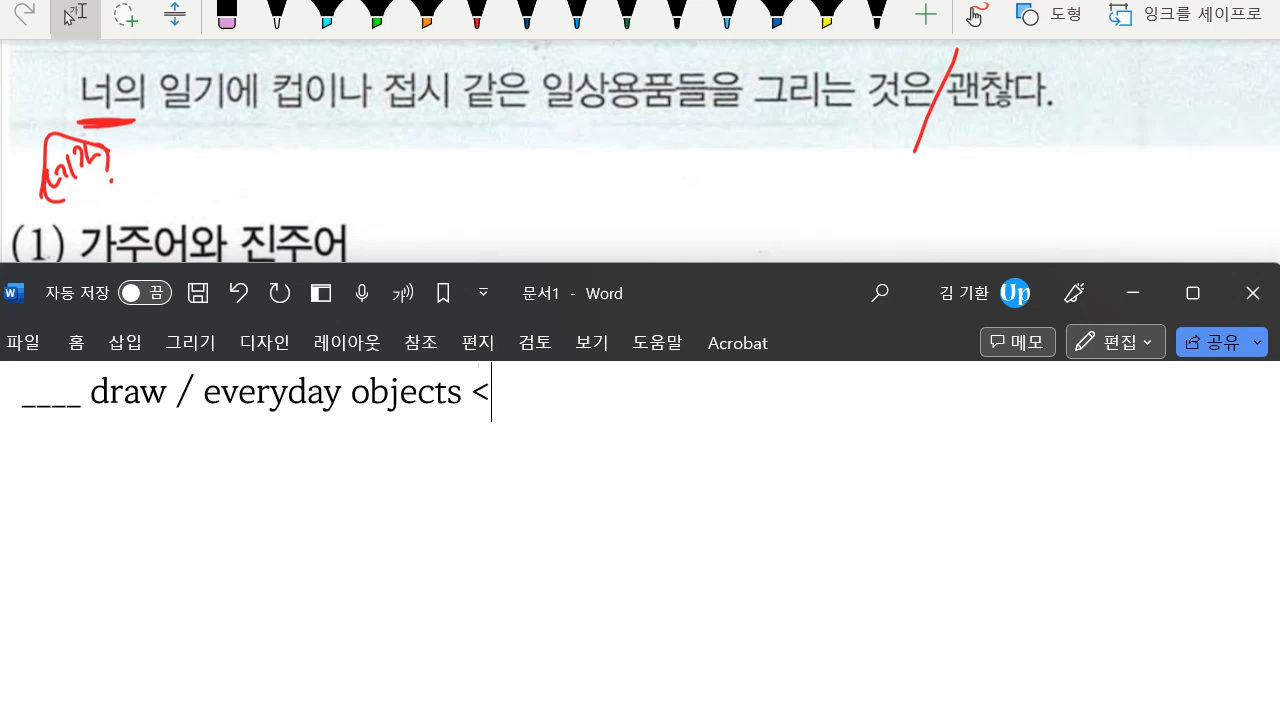 도형
잉크를 셰이프로
너의 일기에 컵이나 접시 같은 일상용품들을 그리는 것은 괜찮다.
(1) 가주어와 진주어
자동 저장 끔 가)) 문서1 - Word 김 기환 Up
파일 홈 삽입 그리기 디자인 레이아웃 참조 편지 검토 보기 도움말 Acrobat 메모 편집 공유
____ draw / everyday objects <